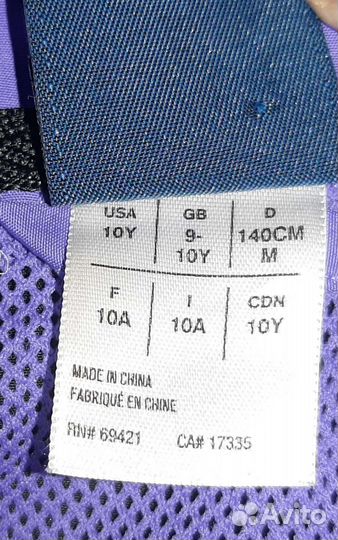 USA GB D
10Y 9-10Y 140CM M
F I CDN
10A 10A 10Y
MADE IN CHINA
FABRIQUÉ EN CHINE
RN# 69421 CA# 17335
Avito